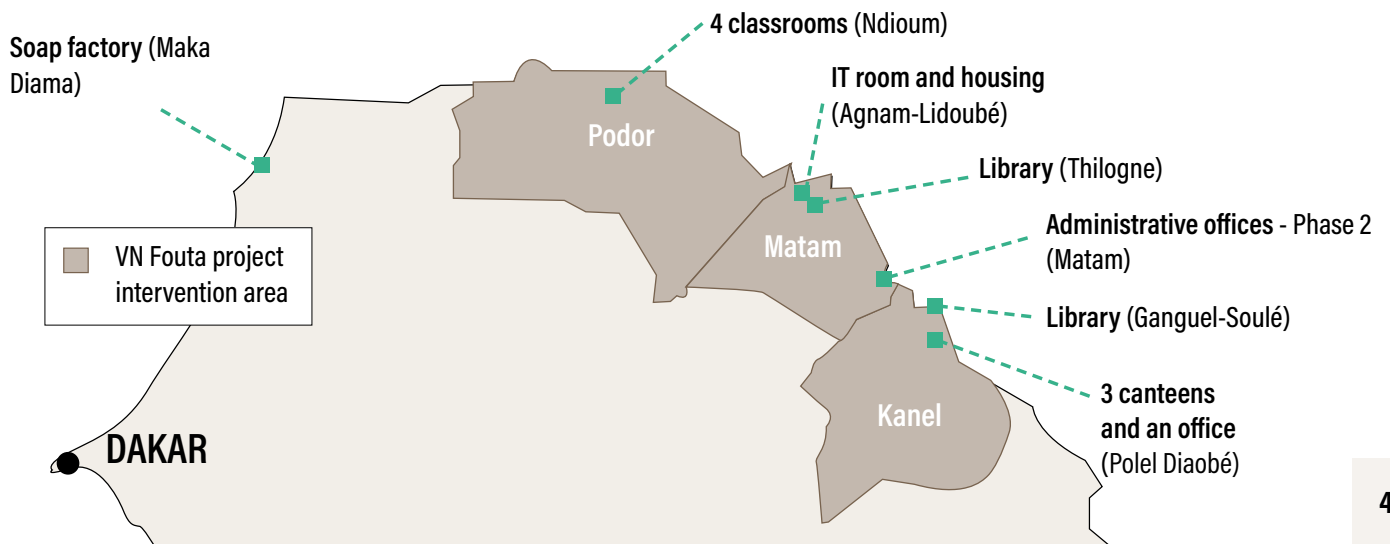 Soap factory (Maka
Diama)
4 classrooms (Ndioum)
IT room and housing
(Agnam-Lidoubé)
Podor
Library (Thilogne)
Administrative offices - Phase 2
(Matam)
Matam
VN Fouta project
intervention area
Library (Ganguel-Soulé)
3 canteens
and an office
(Polel Diaobé)
Kanel
DAKAR
4